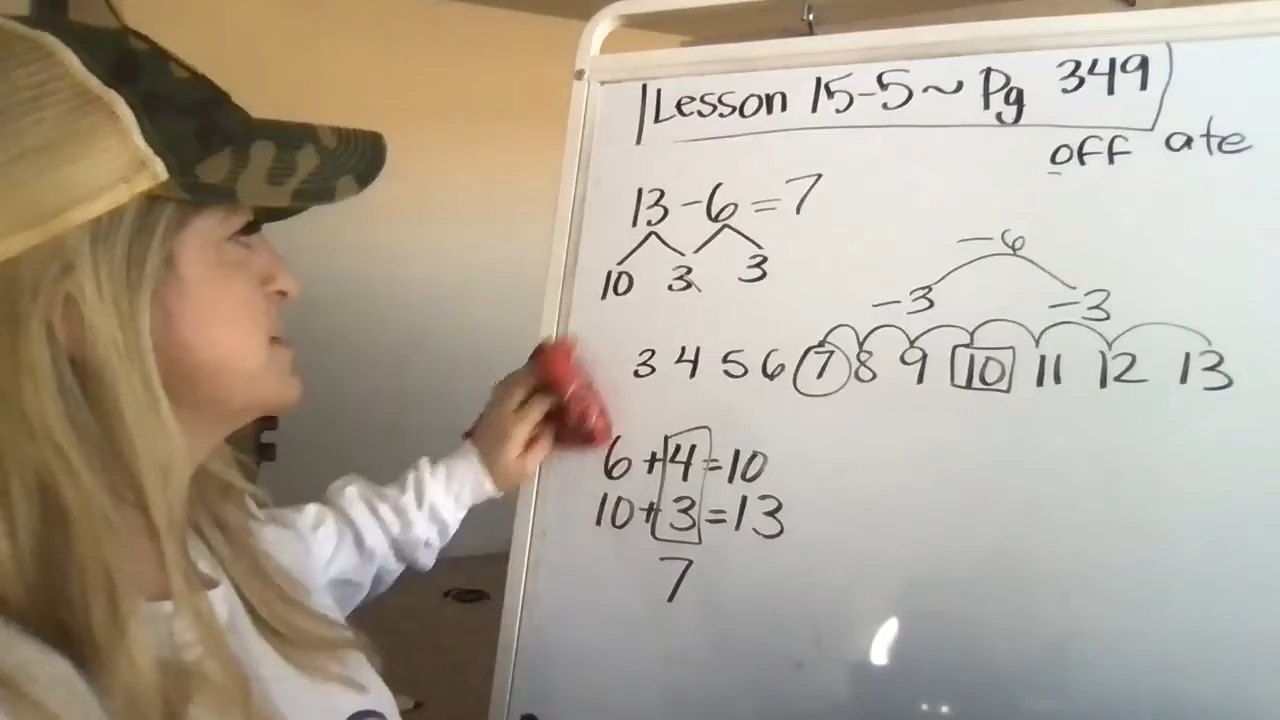 Lesson 15-5~ Pg 349
off ate
13-6=7
10 3 3
-6
-3 -3
3 4 5 6 7 8 9 10 11 12 13
6+4=10
10+3=13
7